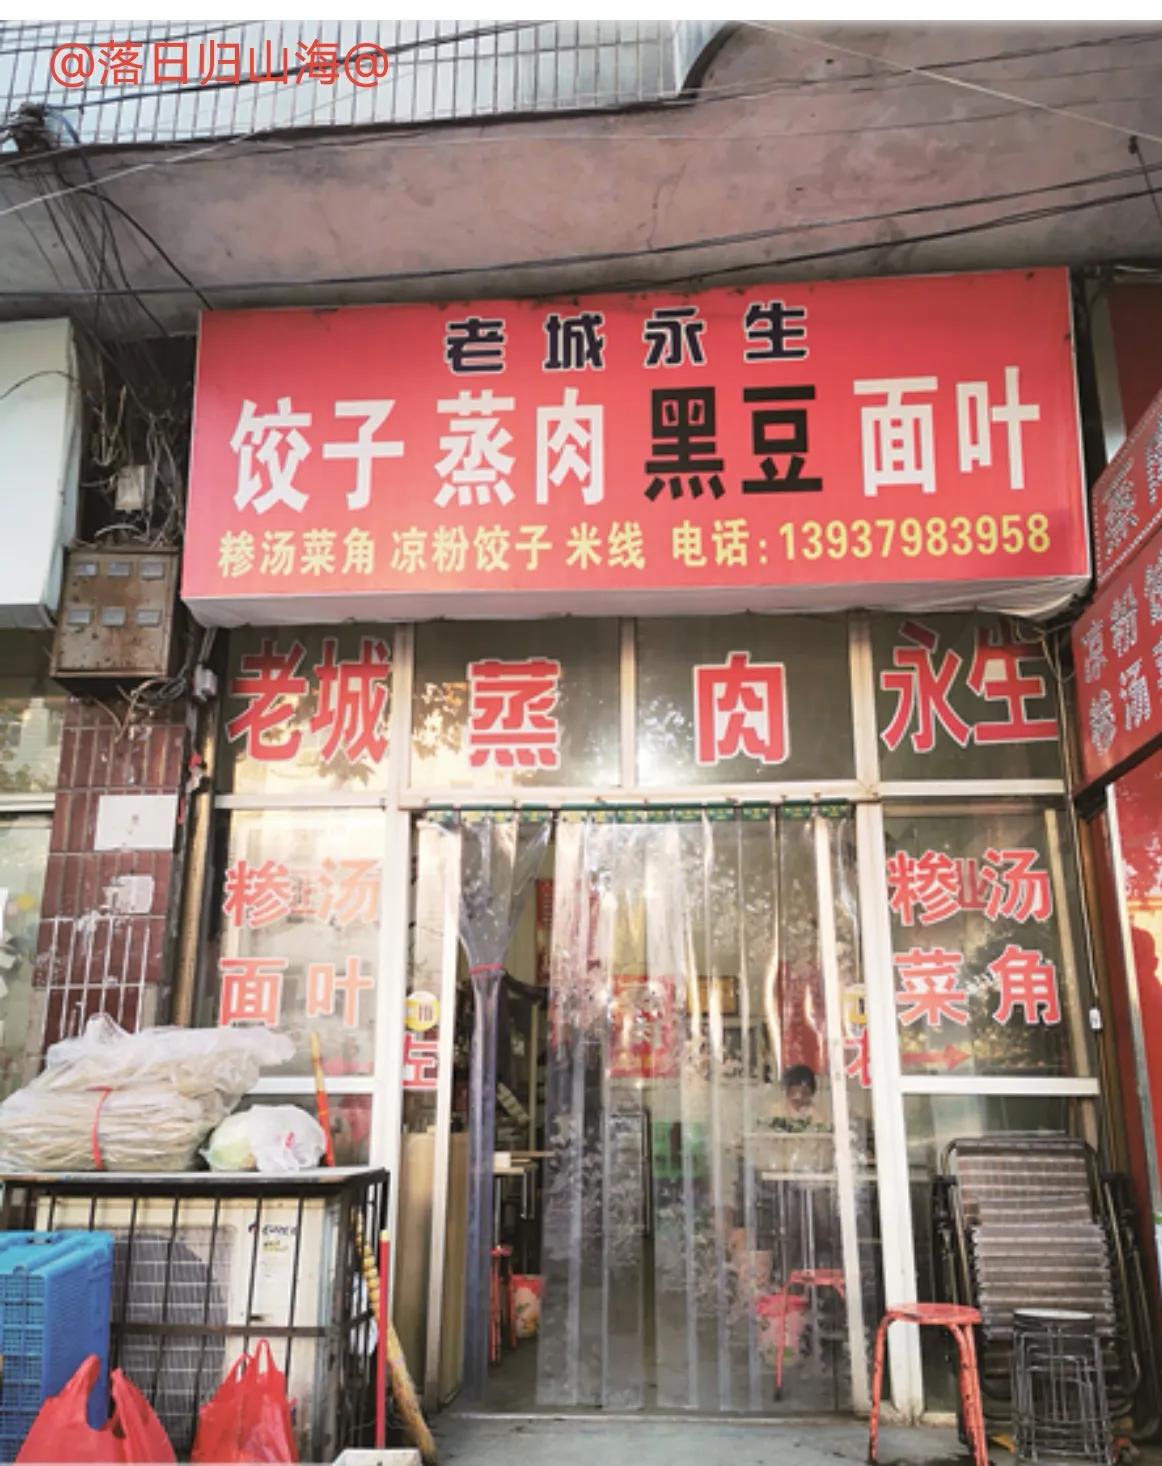 @落日归山海@
老城永生
饺子 蒸肉 黑豆 面叶
糁汤菜角 凉粉饺子 米线 电话:13937983958
老城 蒸 肉 永生
糁汤
面叶
糁汤
菜角
左
GREE